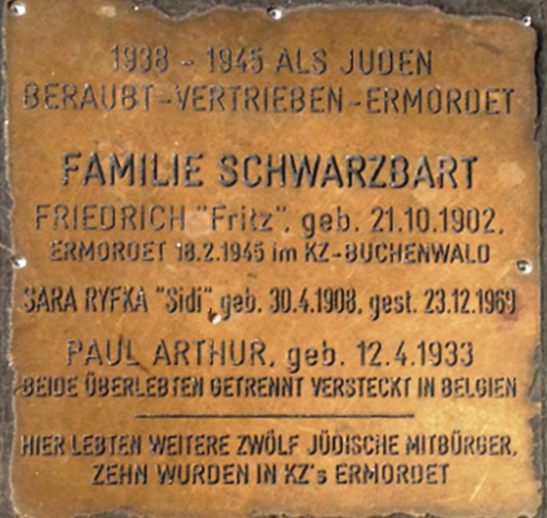 1938 - 1945 ALS JUDEN
BERAUBT-VERTRIEBEN-ERMORDET
FAMILIE SCHWARZBART
FRIEDRICH "Fritz", geb. 21.10.1902,
ERMORDET 18.2.1945 im KZ-BUCHENWALD
SARA RYFKA "Sidi", geb. 30.4.1908, gest. 23.12.1969
PAUL ARTHUR, geb. 12.4.1933
BEIDE ÜBERLEBTEN GETRENNT VERSTECKT IN BELGIEN
HIER LEBTEN WEITERE ZWÖLF JÜDISCHE MITBÜRGER,
ZEHN WURDEN IN KZ's ERMORDET